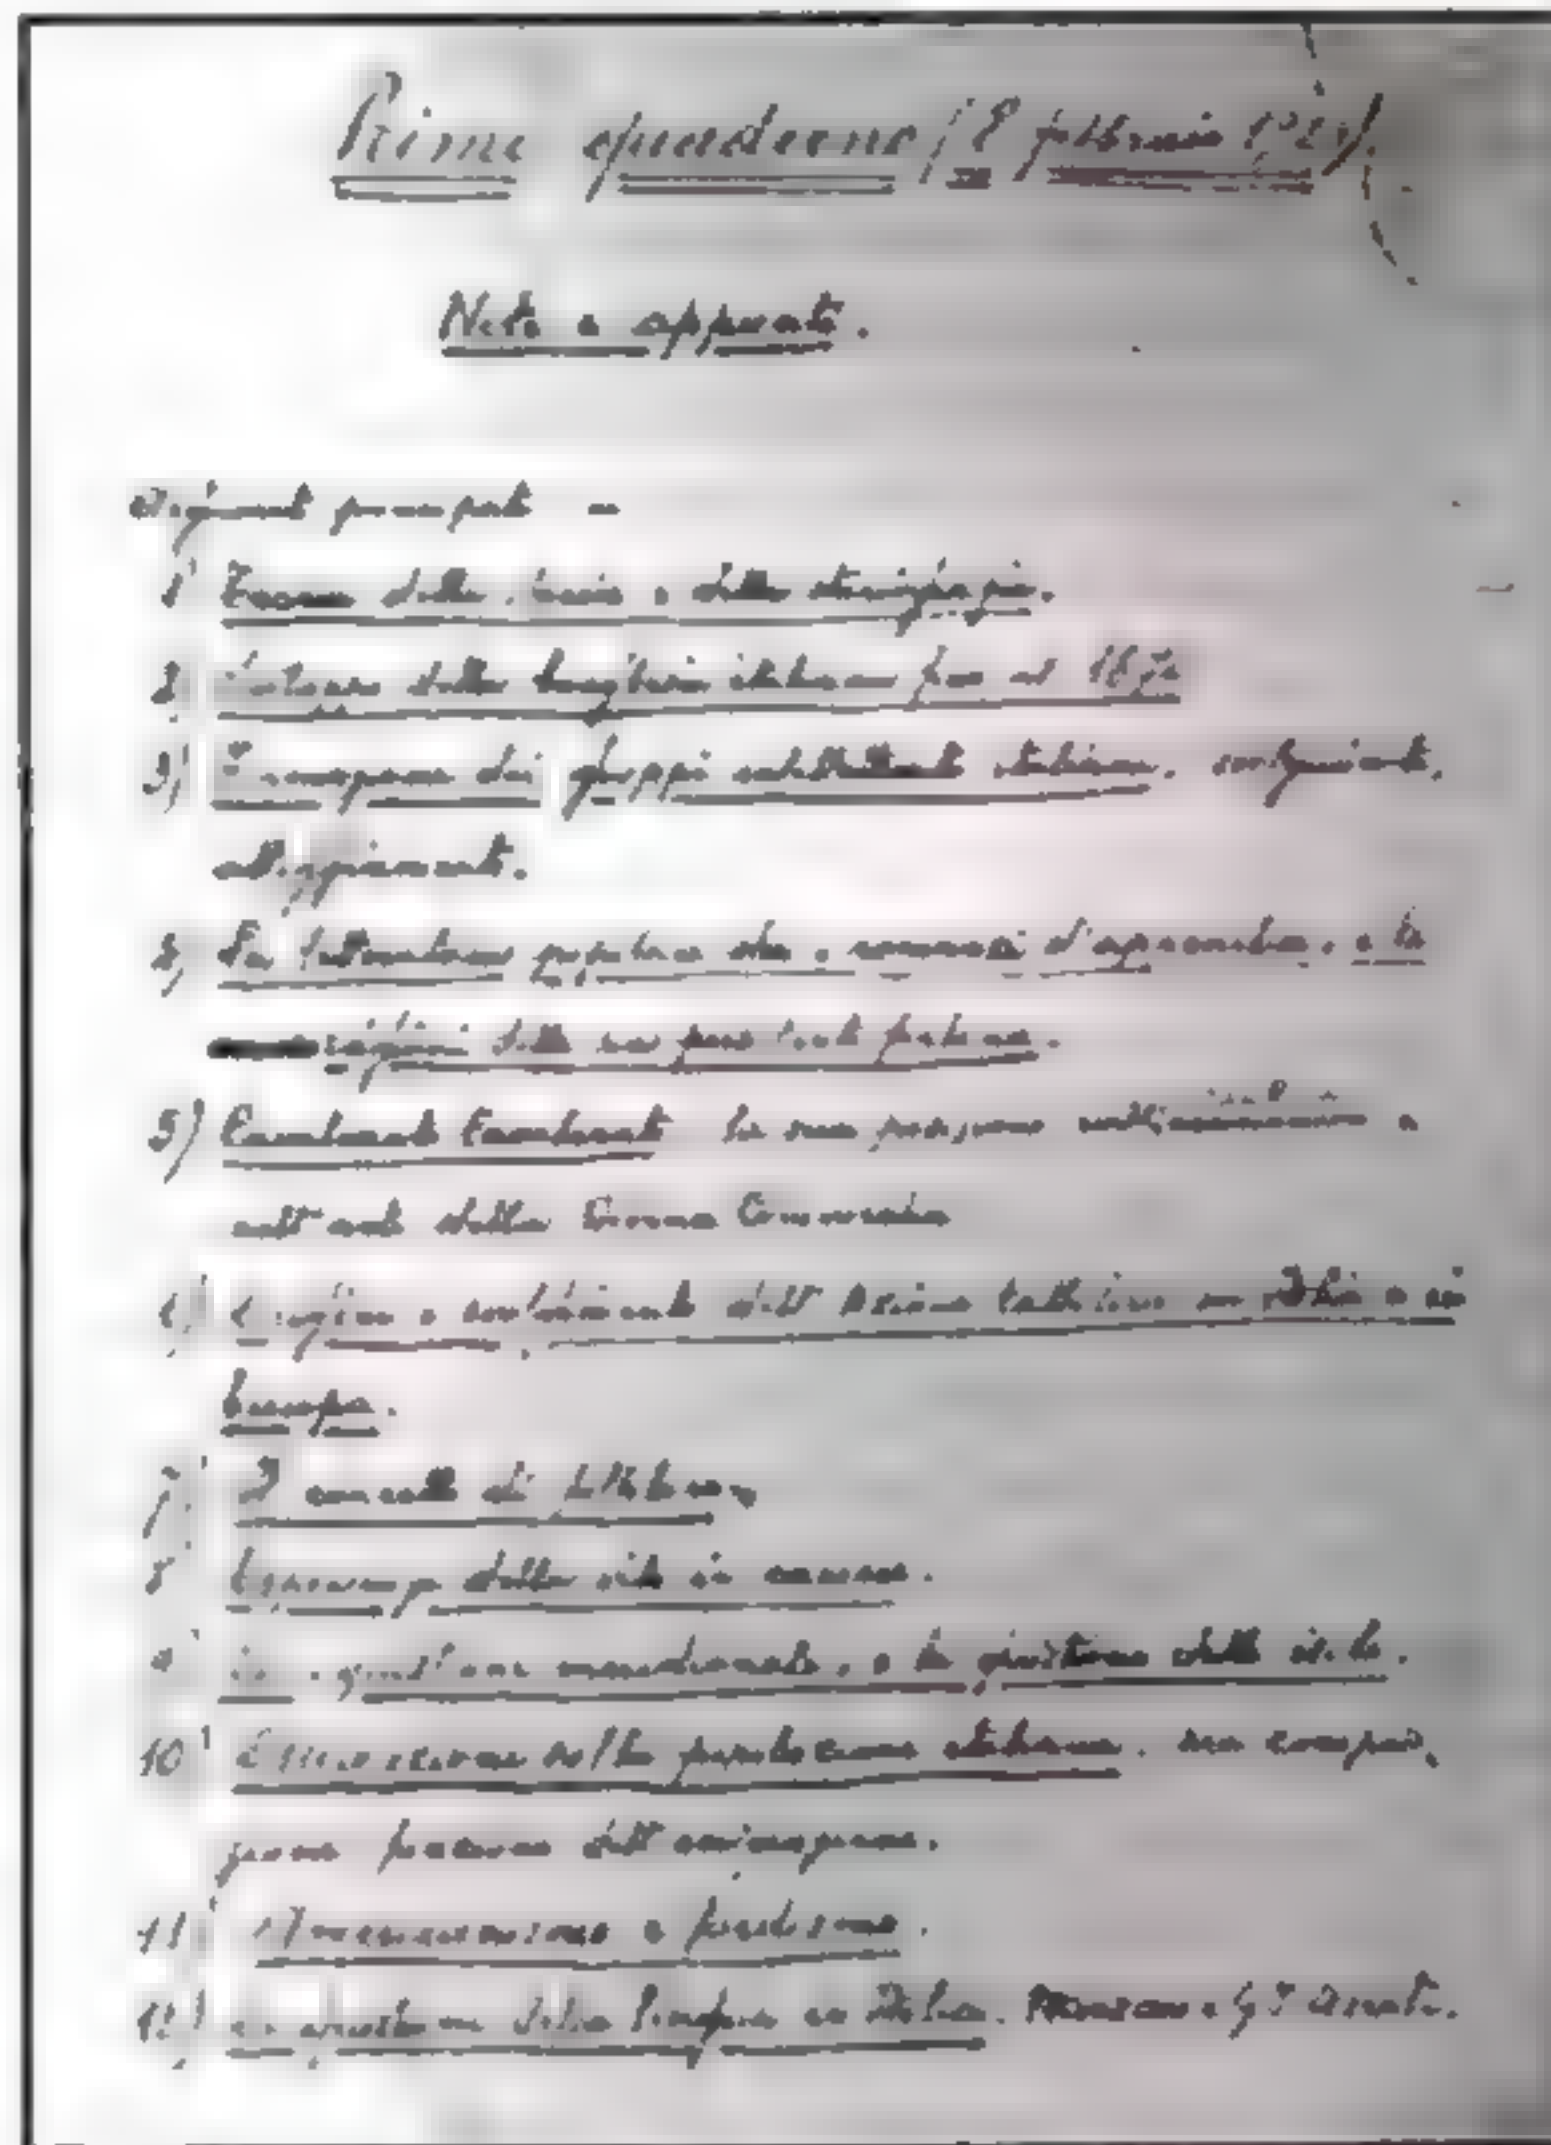 Primo quaderno (8 febbraio 1929)
Note e appunti.
Argomenti principali: –
1) Teoria della storia e della storiografia.
2) Sviluppo della borghesia italiana fino al 1870.
3) Formazione dei gruppi intellettuali italiani: svolgimento,
atteggiamenti.
4) La letteratura popolare dei «romanzi d'appendice» e le
ragioni della sua persistente fortuna.
5) Cavalcante Cavalcanti: la sua posizione nella e
nell'arte della Divina Commedia
6) Origini e svolgimento dell'Azione Cattolica in Italia e in
Europa.
7) Il concetto di folklore.
8) Esperienze della vita in carcere.
9) La «quistione meridionale» e la quistione delle isole.
10) Osservazioni sulla popolazione italiana: sua composi-
zione, funzione dell'emigrazione.
11) Americanismo e fordismo.
12) La quistione della lingua in Italia: Manzoni e G. I. Ascoli.